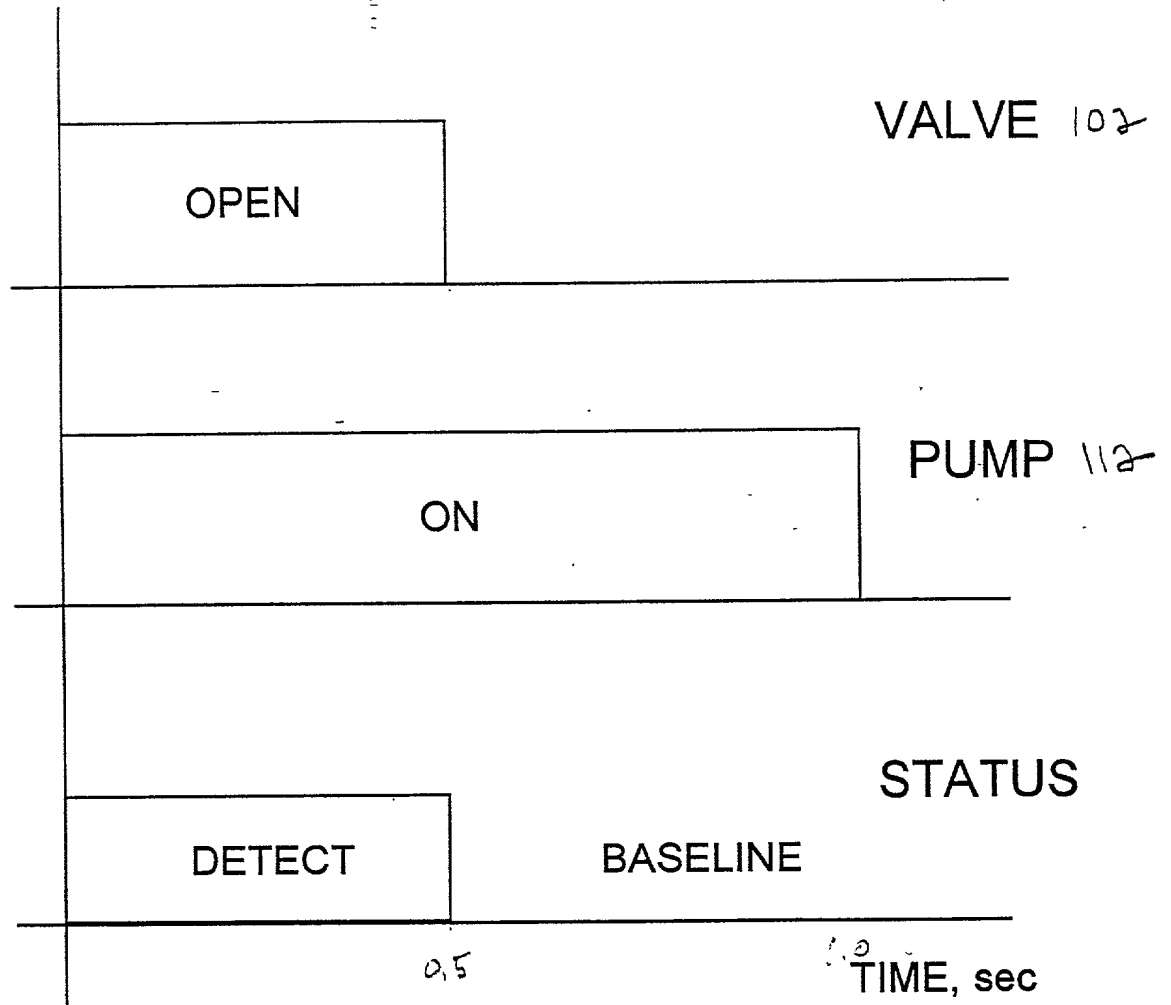 VALVE 102
OPEN
PUMP 112
ON
STATUS
DETECT BASELINE
0.5 1.0
TIME, sec